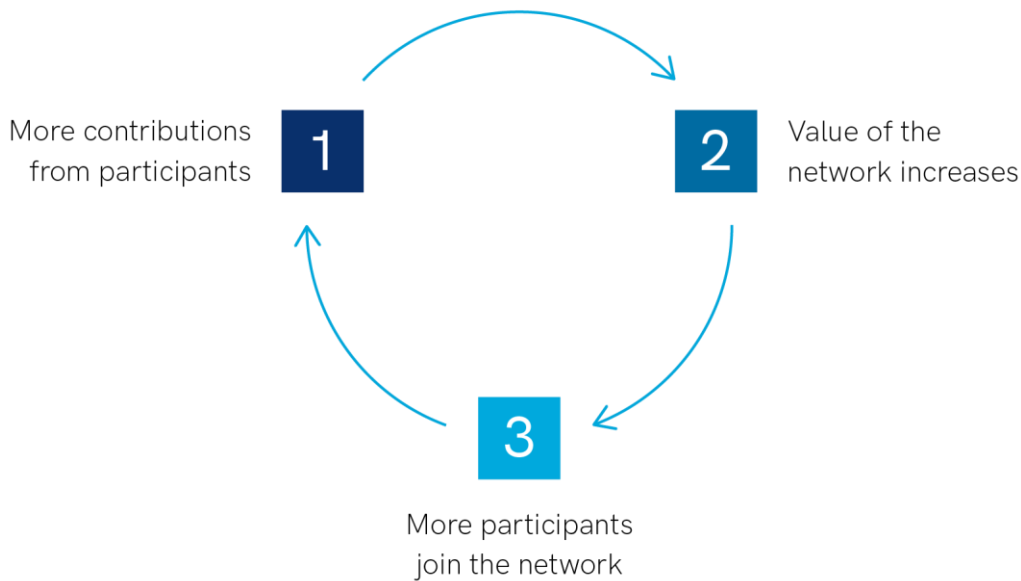 More contributions
from participants
1
2
Value of the
network increases
3
More participants
join the network